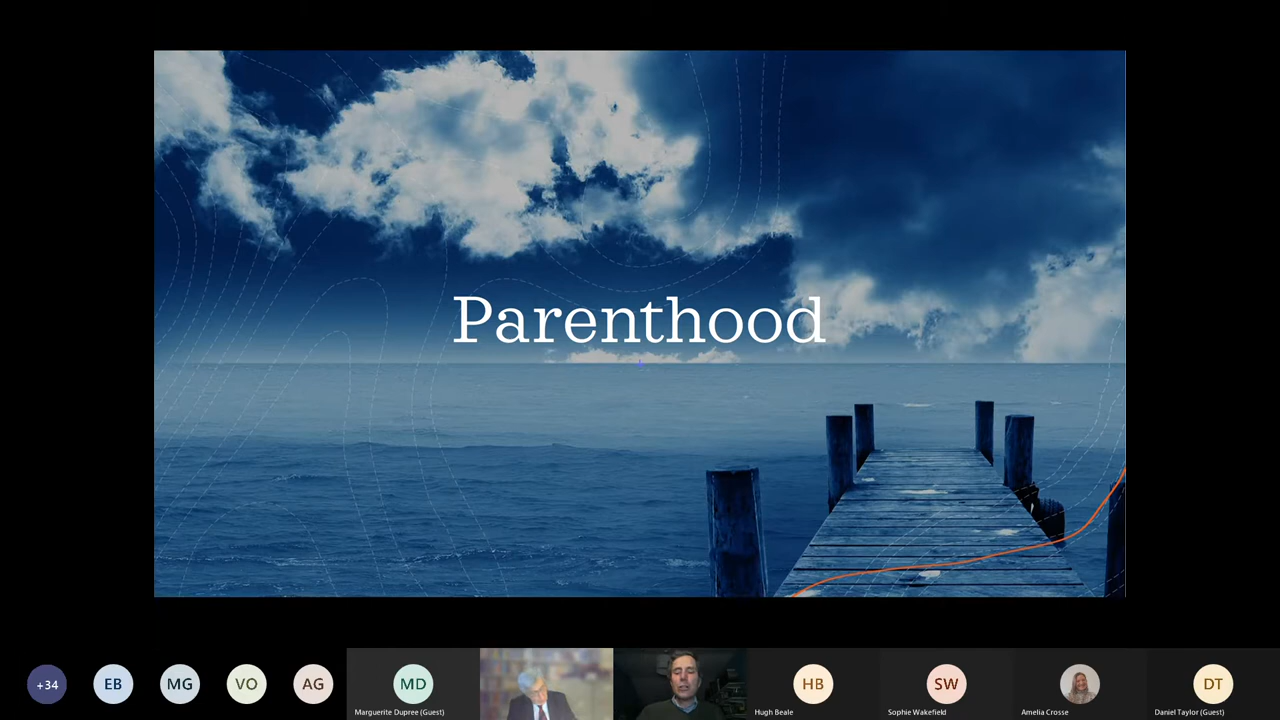 Parenthood
+34
EB
MG
VO
AG
MD
HB
SW
DT
Marguerite Dupree (Guest)
Hugh Beale
Sophie Wakefield
Amelia Crosse
Daniel Taylor (Guest)